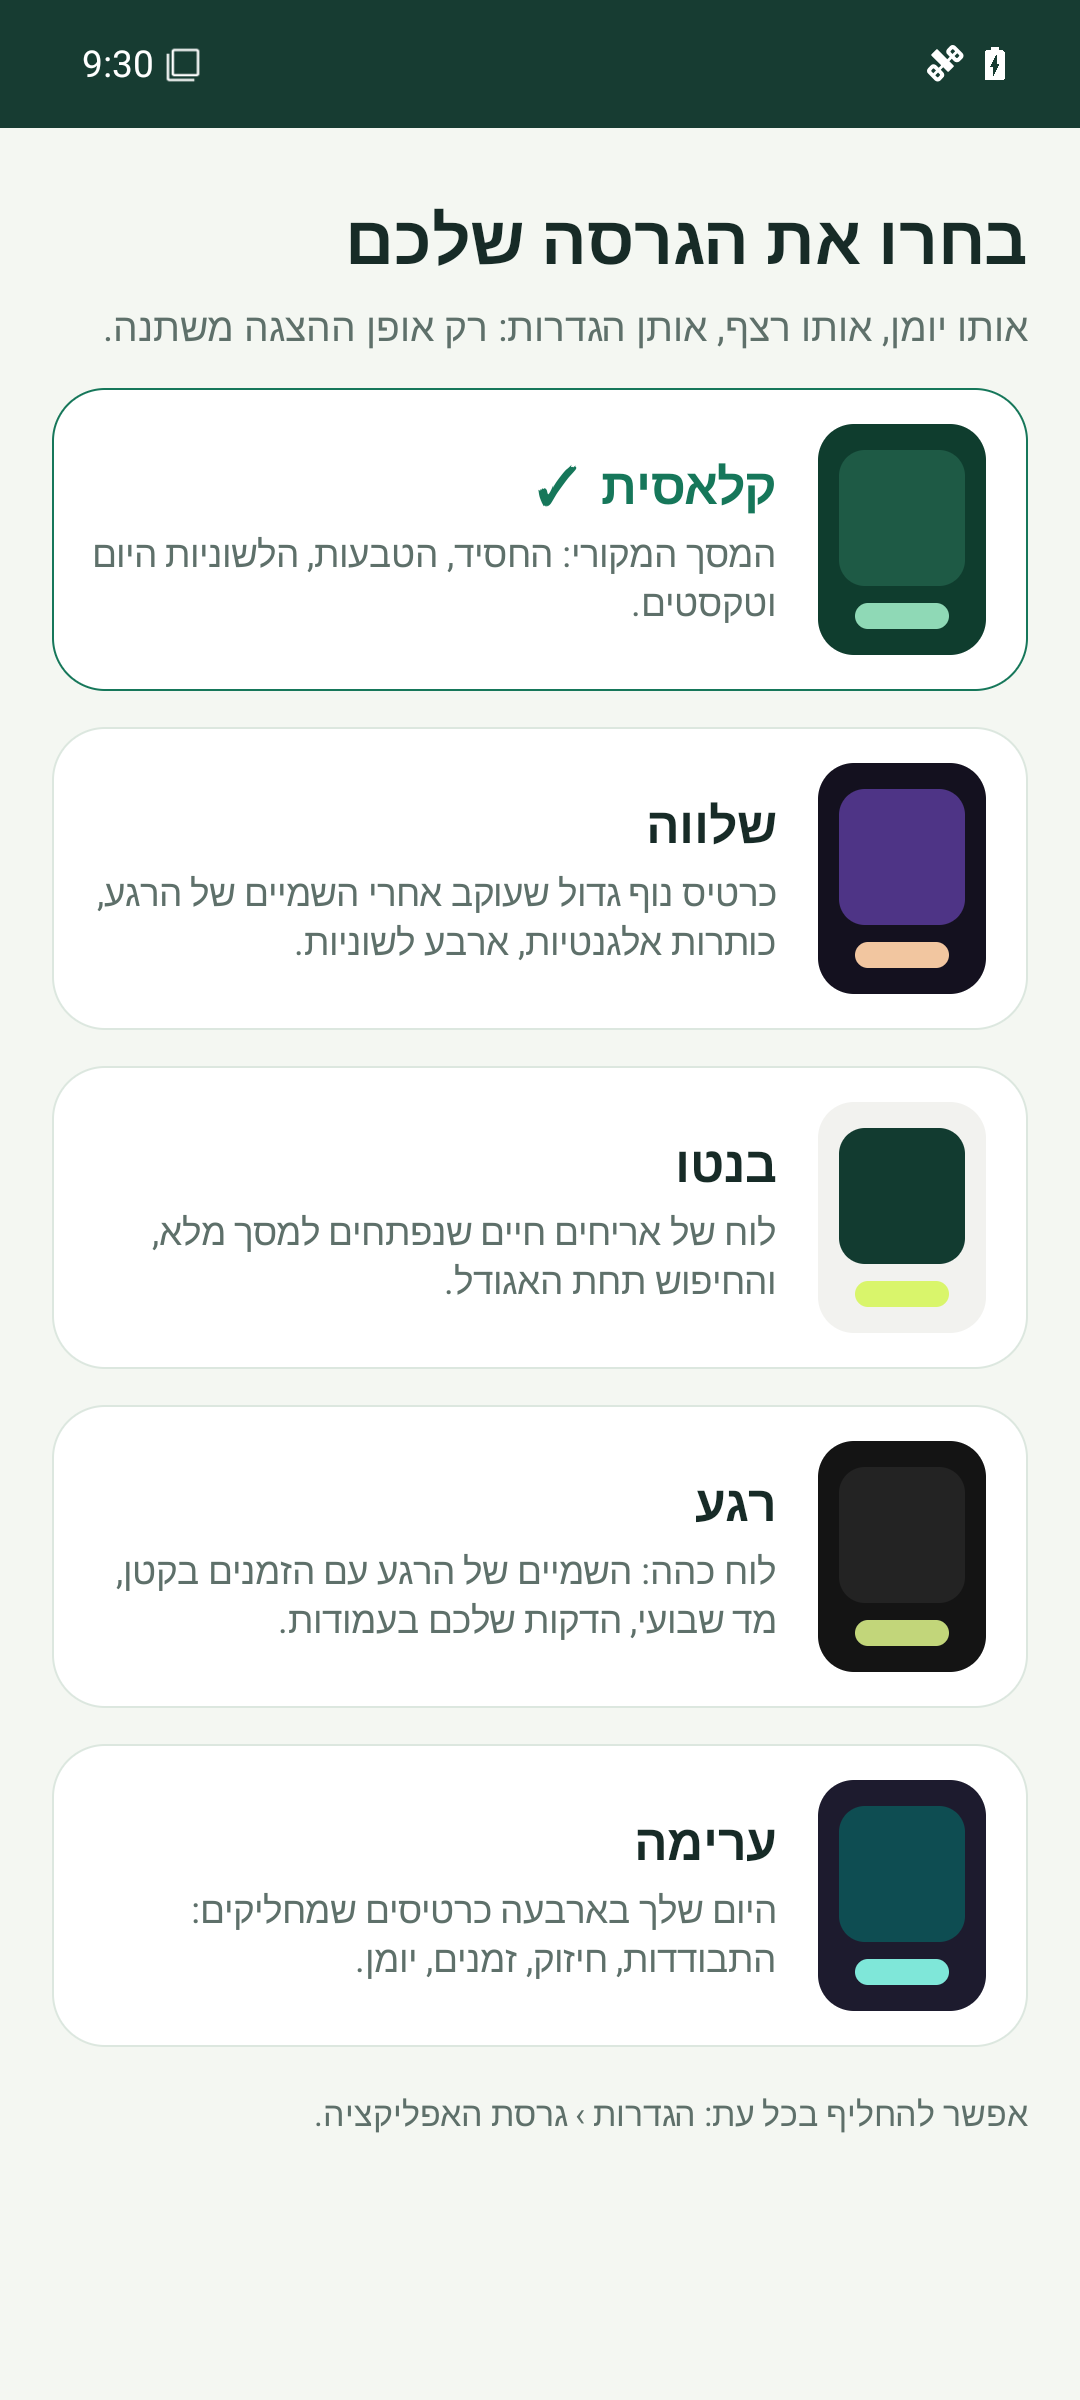 9:30
בחרו את הגרסה שלכם
אותו יומן, אותו רצף, אותן הגדרות: רק אופן ההצגה משתנה.
קלאסית ✓
המסך המקורי: החסיד, הטבעות, הלשוניות היום
וטקסטים.
שלווה
כרטיס נוף גדול שעוקב אחרי השמיים של הרגע,
כותרות אלגנטיות, ארבע לשוניות.
בנטו
לוח של אריחים חיים שנפתחים למסך מלא,
והחיפוש תחת האגודל.
רגע
לוח כהה: השמיים של הרגע עם הזמנים בקטן,
מד שבועי, הדקות שלכם בעמודות.
ערימה
היום שלך בארבעה כרטיסים שמחליקים:
התבודדות, חיזוק, זמנים, יומן.
אפשר להחליף בכל עת: הגדרות › גרסת האפליקציה.